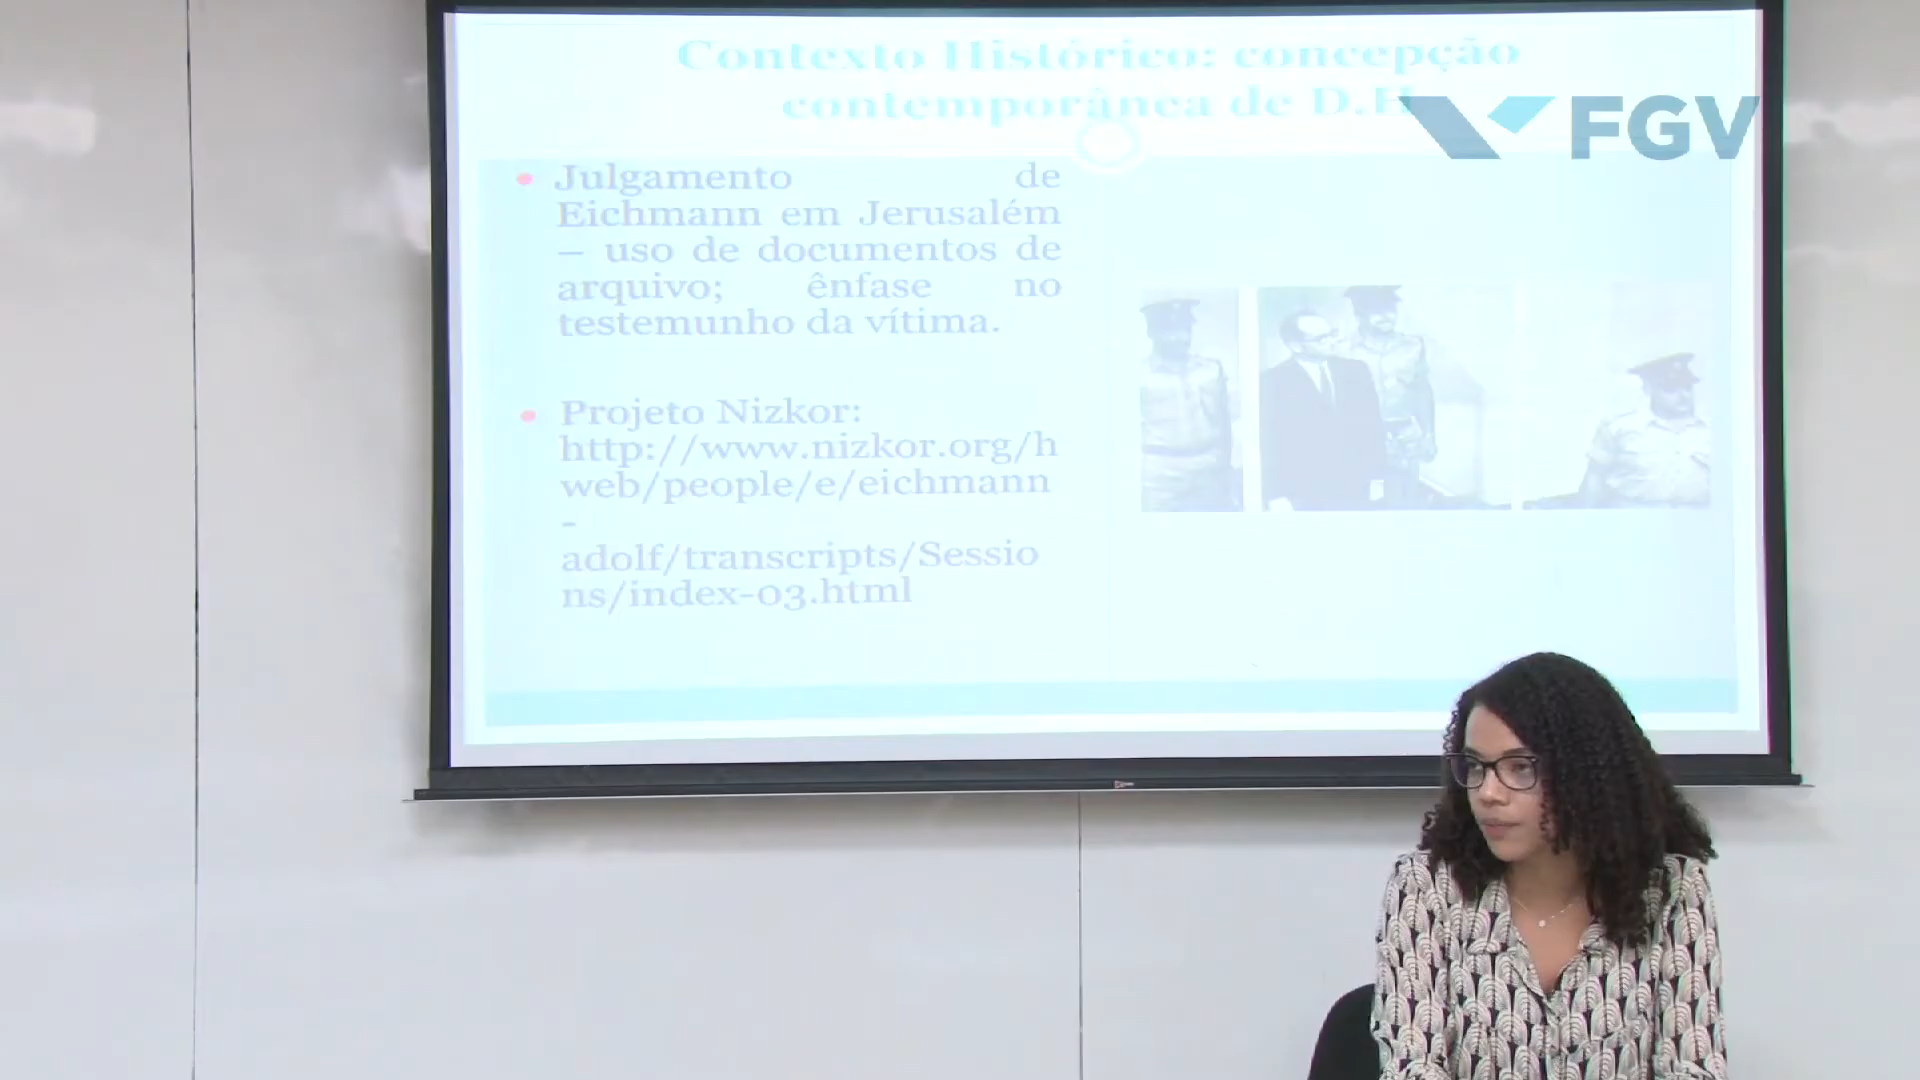 Contexto Histórico: concepção
contemporânea de D.H
FGV
Julgamento de
Eichmann em Jerusalém
– uso de documentos de
arquivo; ênfase no
testemunho da vítima.
Projeto Nizkor:
http://www.nizkor.org/h
web/people/e/eichmann
-
adolf/transcripts/Sessio
ns/index-03.html